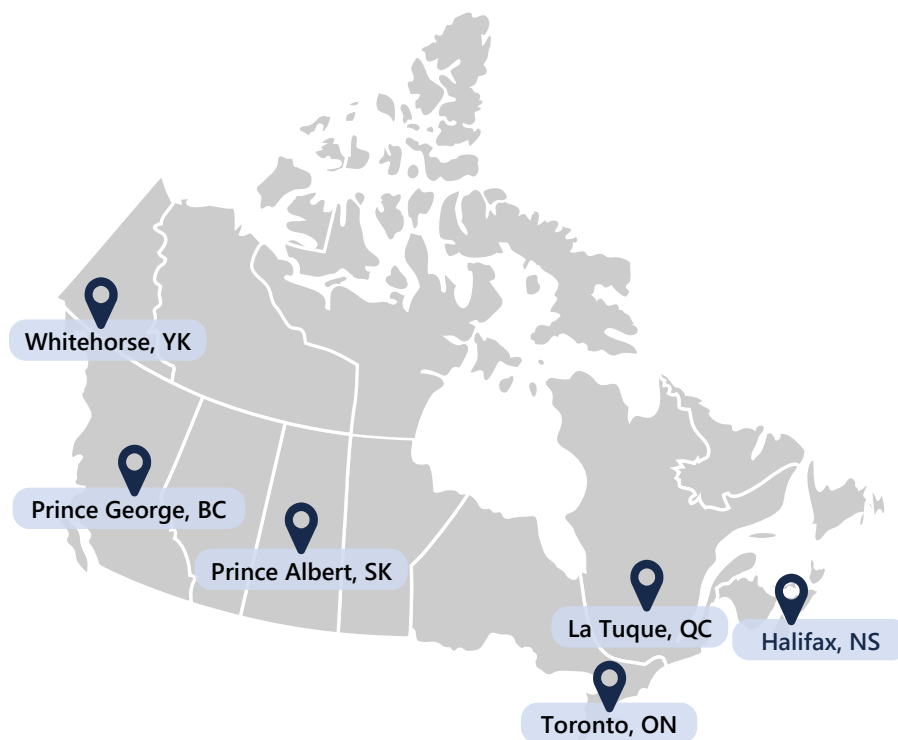 Whitehorse, YK
Prince George, BC
Prince Albert, SK
La Tuque, QC
Halifax, NS
Toronto, ON